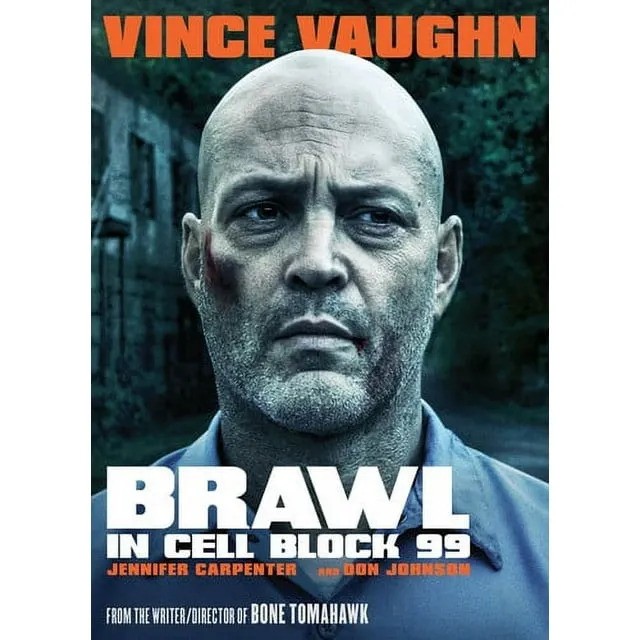 VINCE VAUGHN
BRAWL
IN CELL BLOCK 99
JENNIFER CARPENTER AND DON JOHNSON
FROM THE WRITER/DIRECTOR OF BONE TOMAHAWK